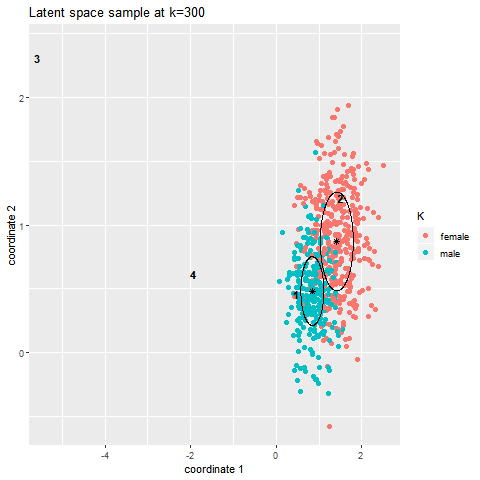 Latent space sample at k=300
3
2
2
1
4
1
0
-4
-2
0
2
coordinate 1
coordinate 2
K
female
male